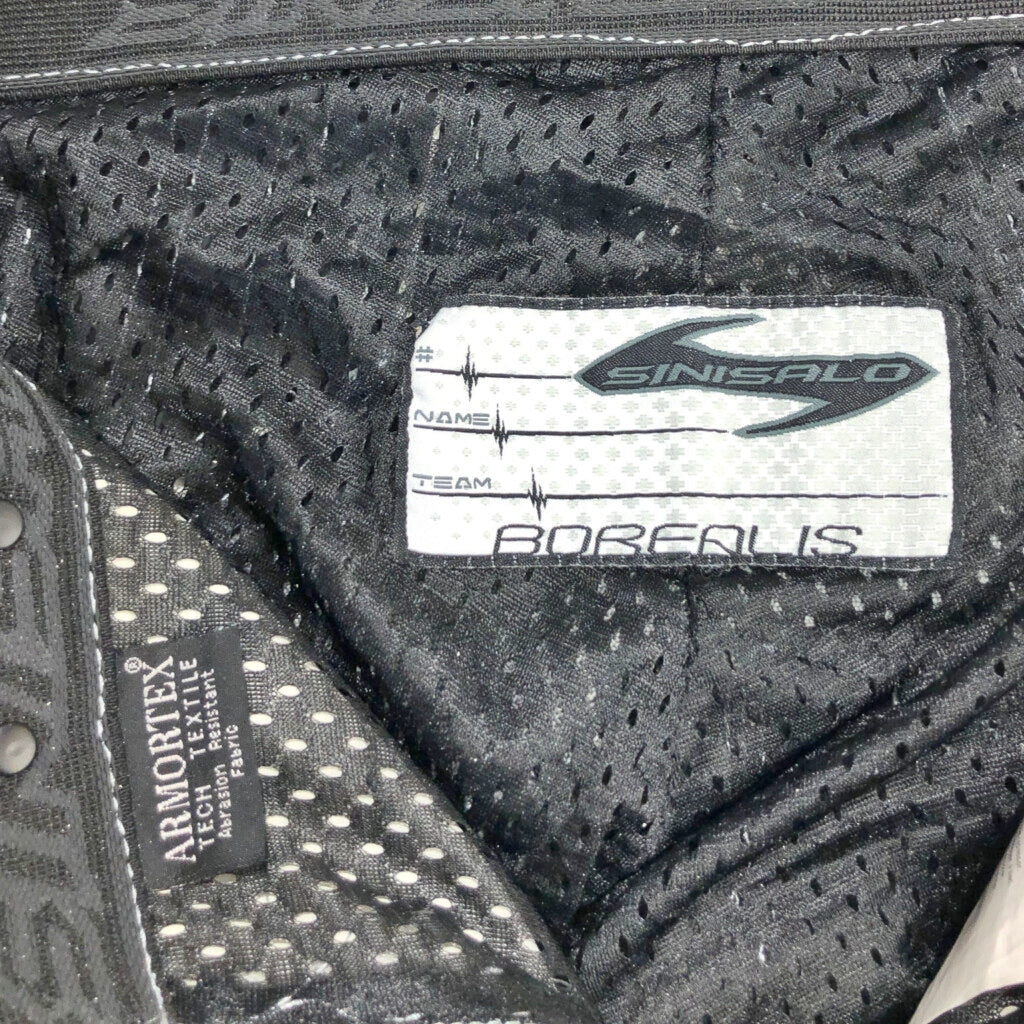 #
SINISALO
NAME
TEAM
BOREALIS
ARMORTEX®
TECH TEXTILE
Abrasion Resistant
Fabric